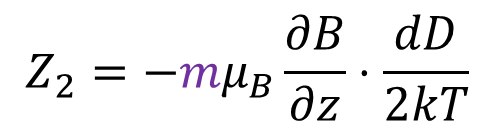 Z₂ = −mμ_B ∂B/∂z · dD/2kT